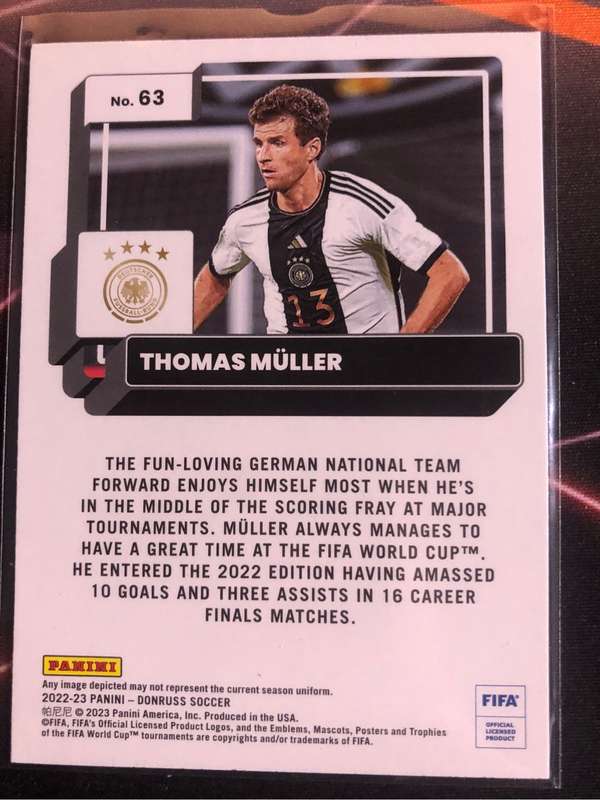 No. 63
DEUTSCHER
FUSSBALL-BUND
13
THOMAS MÜLLER
THE FUN-LOVING GERMAN NATIONAL TEAM
FORWARD ENJOYS HIMSELF MOST WHEN HE'S
IN THE MIDDLE OF THE SCORING FRAY AT MAJOR
TOURNAMENTS. MÜLLER ALWAYS MANAGES TO
HAVE A GREAT TIME AT THE FIFA WORLD CUP™.
HE ENTERED THE 2022 EDITION HAVING AMASSED
10 GOALS AND THREE ASSISTS IN 16 CAREER
FINALS MATCHES.
PANINI
Any image depicted may not represent the current season uniform.
2022-23 PANINI – DONRUSS SOCCER
帕尼尼 © 2023 Panini America, Inc. Produced in the USA.
©FIFA, FIFA's Official Licensed Product Logos, and the Emblems, Mascots, Posters and Trophies
of the FIFA World Cup™ tournaments are copyrights and/or trademarks of FIFA.
FIFA®
OFFICIAL
LICENSED
PRODUCT